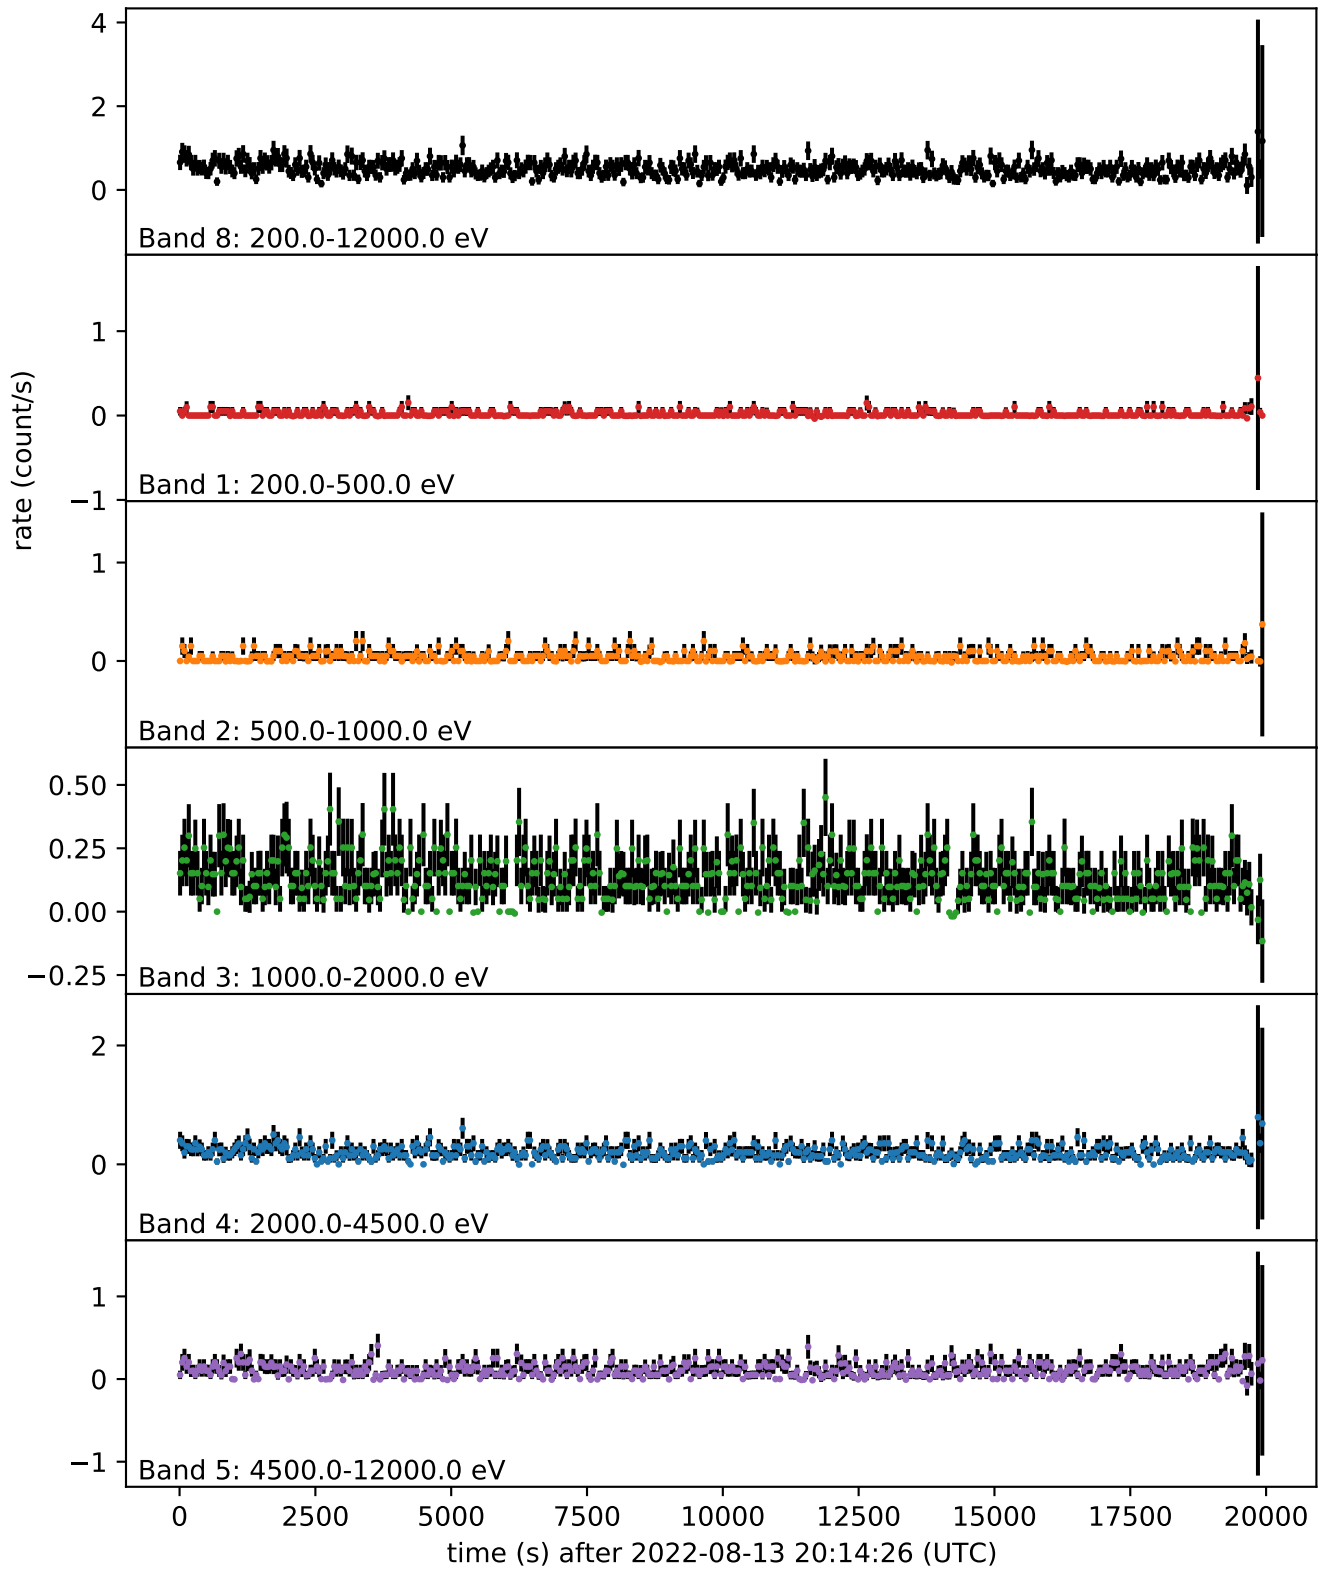 4
2
0
Band 8: 200.0-12000.0 eV
1
0
−1
Band 1: 200.0-500.0 eV
rate (count/s)
1
0
Band 2: 500.0-1000.0 eV
0.50
0.25
0.00
−0.25
Band 3: 1000.0-2000.0 eV
2
0
Band 4: 2000.0-4500.0 eV
1
0
−1
Band 5: 4500.0-12000.0 eV
0 2500 5000 7500 10000 12500 15000 17500 20000
time (s) after 2022-08-13 20:14:26 (UTC)